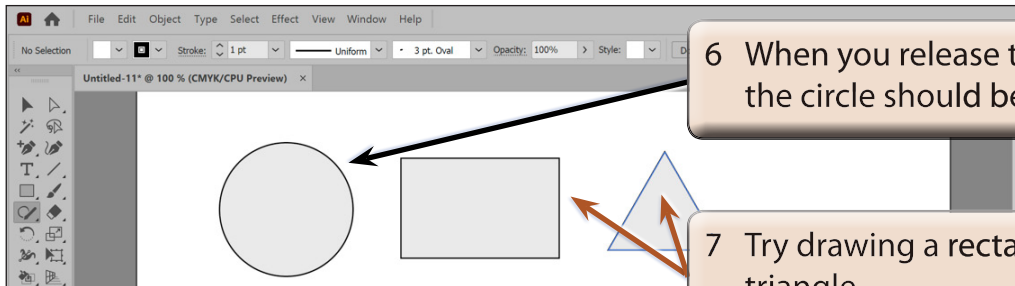 Ai File Edit Object Type Select Effect View Window Help
No Selection Stroke: 1 pt Uniform 3 pt. Oval Opacity: 100% Style: D
Untitled-11* @ 100 % (CMYK/CPU Preview) ×
6 When you release t
the circle should be
7 Try drawing a recta
triangle